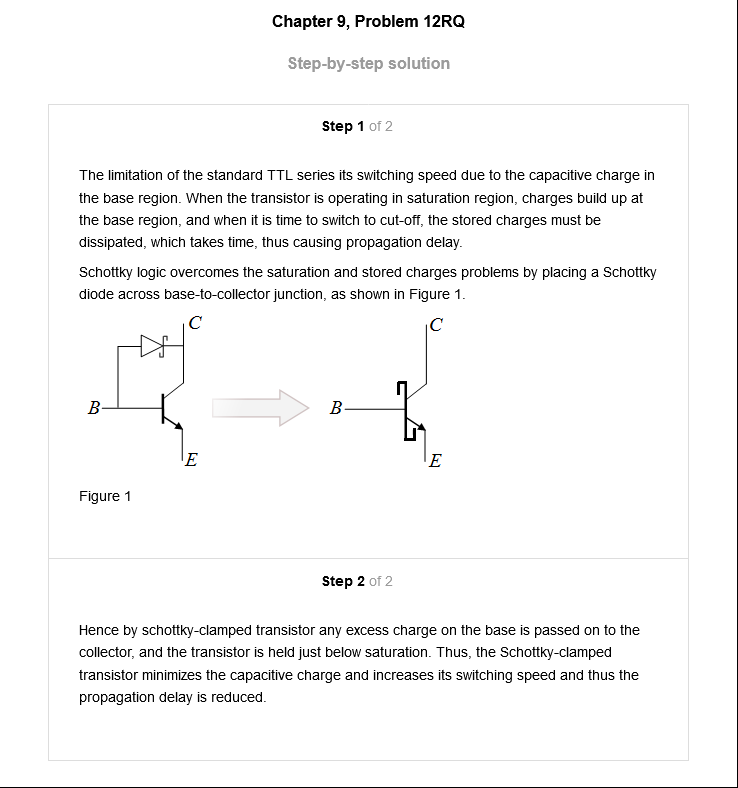 Chapter 9, Problem 12RQ
Step-by-step solution
Step 1 of 2
The limitation of the standard TTL series its switching speed due to the capacitive charge in
the base region. When the transistor is operating in saturation region, charges build up at
the base region, and when it is time to switch to cut-off, the stored charges must be
dissipated, which takes time, thus causing propagation delay.
Schottky logic overcomes the saturation and stored charges problems by placing a Schottky
diode across base-to-collector junction, as shown in Figure 1.
C
C
B
B
E
E
Figure 1
Step 2 of 2
Hence by schottky-clamped transistor any excess charge on the base is passed on to the
collector, and the transistor is held just below saturation. Thus, the Schottky-clamped
transistor minimizes the capacitive charge and increases its switching speed and thus the
propagation delay is reduced.